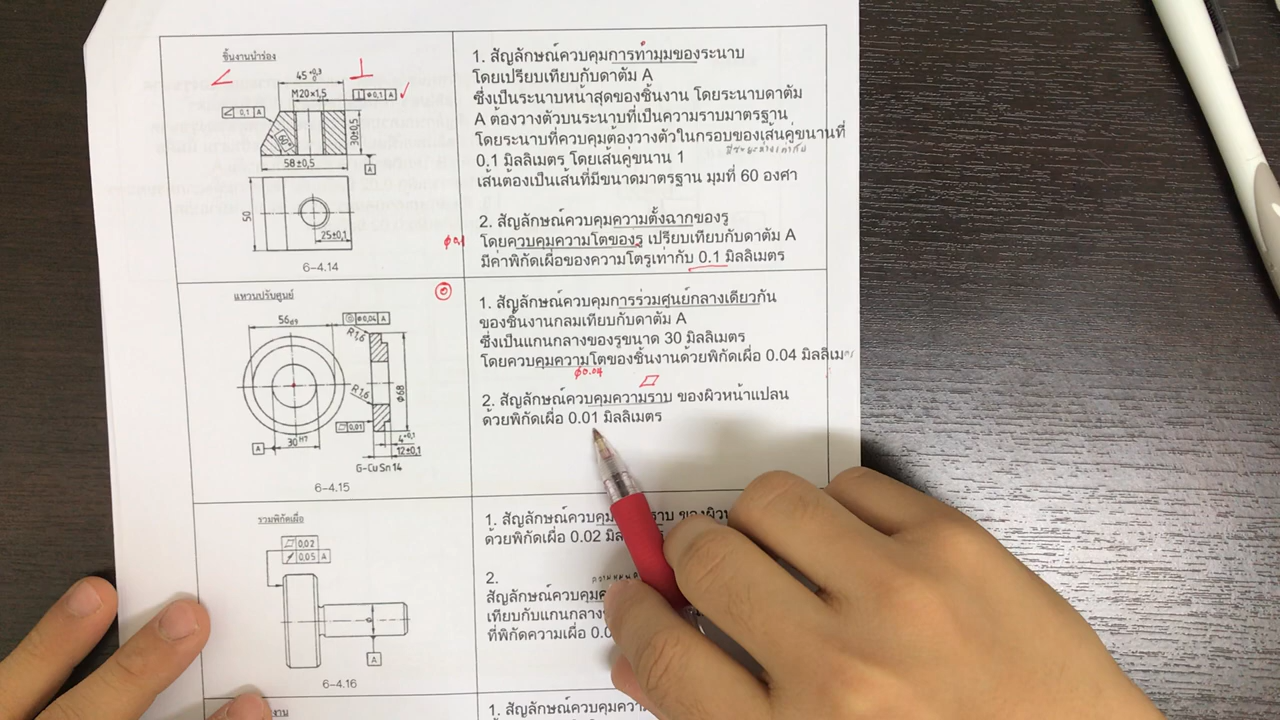 ชิ้นงานนำร่อง
45 +0,3 0
M20×1,5
⊥ ⌀0,1 A
∠ 0,1 A
60°
30±0,5
58±0,5
A
50
25±0,1
6-4.14
1. สัญลักษณ์ควบคุมการทำมุมของระนาบ
โดยเปรียบเทียบกับดาตัม A
ซึ่งเป็นระนาบหน้าสุดของชิ้นงาน โดยระนาบดาตัม
A ต้องวางตัวบนระนาบที่เป็นความราบมาตรฐาน
โดยระนาบที่ควบคุมต้องวางตัวในกรอบของเส้นคู่ขนานที่
0.1 มิลลิเมตร โดยเส้นคู่ขนาน 1
เส้นต้องเป็นเส้นที่มีขนาดมาตรฐาน มุมที่ 60 องศา
2. สัญลักษณ์ควบคุมความตั้งฉากของรู
โดยควบคุมความโตของรู เปรียบเทียบกับดาตัม A
⌀0.1
มีค่าพิกัดเผื่อของความโตรูเท่ากับ 0.1 มิลลิเมตร
แหวนปรับศูนย์
56 d9
◎ ⌀0,04 A
R1,6
⌀68
R1,6
▱ 0,01
A
30 H7
4 +0,1
12±0,1
G-CuSn14
6-4.15
1. สัญลักษณ์ควบคุมการร่วมศูนย์กลางเดียวกัน
ของชิ้นงานกลมเทียบกับดาตัม A
ซึ่งเป็นแกนกลางของรูขนาด 30 มิลลิเมตร
โดยควบคุมความโตของชิ้นงานด้วยพิกัดเผื่อ 0.04 มิลลิเมตร
⌀0.04
2. สัญลักษณ์ควบคุมความราบ ของผิวหน้าแปลน
ด้วยพิกัดเผื่อ 0.01 มิลลิเมตร
รวมพิกัดเผื่อ
▱ 0,02
↗ 0,05 A
A
6-4.16
1. สัญลักษณ์ควบคุม
ราบ ของผิว
ด้วยพิกัดเผื่อ 0.02
2.
สัญลักษณ์ควบคุม
เทียบกับแกนกลาง
ที่พิกัดความเผื่อ
1. สัญลักษณ์ควบคุม